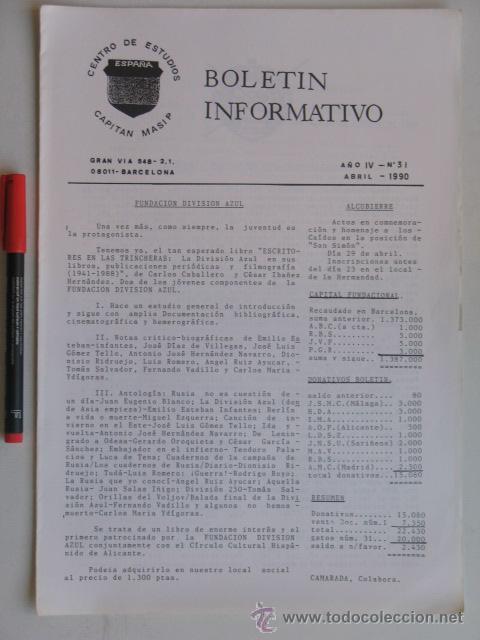 CENTRO DE ESTUDIOS
ESPAÑA
CAPITAN MASIP
BOLETIN
INFORMATIVO
GRAN VIA 548-2,1.
08011-BARCELONA
AÑO IV - Nº 31
ABRIL - 1990
FUNDACION DIVISION AZUL
Una vez más, como siempre, la juventud es
la protagonista.
Tenemos ya, el tan esperado libro "ESCRITO-
RES EN LAS TRINCHERAS: La División Azul en sus
libros, publicaciones periódicas y filmografía
(1941-1988)", de Carlos Caballero y César Ibáñez
Hernández. Dos de los jóvenes componentes de la
FUNDACION DIVISION AZUL.
I. Hace un estudio general de introducción
y sigue con amplia Documentación bibliográfica,
cinematográfica y hemerográfica.
II. Notas crítico-biográficas de Emilio Es
teban-infantes, José Díaz de Villegas, José Luis
Gómez Tello, Antonio José Hernández Navarro, Dio-
nisio Ridruejo, Luis Romero, Angel Ruiz Ayucar, -
Tomás Salvador, Fernando Vadillo y Carlos Maria -
Ydígoras.
III. Antología: Rusia no es cuestión de -
un día-Juan Eugenio Blanco; La División Azul (don
de Asia empieza)-Emilio Esteban Infantes; Berlín
a vida o muerte-Miguel Ezquerra; Canción de in-
vierno en el Este-José Luis Gómez Tello; Ida y -
vuelta-Antonio José Hernández Navarro; De Lenin-
grado a Odesa-Gerardo Oroquieta y César García -
Sánchez; Embajador en el infierno-Teodoro Pala-
cios y Luca de Tena; Cuadernos de la campaña de -
Rusia/Los cuadernos de Rusia/Diario-Dionisio Ri-
druejo; Tudá-Luis Romero; ¡Guerra!-Rodrigo Royo;
La Rusia que yo conocí-Angel Ruiz Ayucar; Aquella
Rusia- Juan Salas Iñigo; División 250-Tomás Sal-
vador; Orillas del Voljov/Balada final de la Divi
sión Azul-Fernando Vadillo y algunos no hemos -
muerto-Carlos María Ydígoras.
Se trata de un libro de enorme interés y el
primero patrocinado por la FUNDACION DIVISION
AZUL conjuntamente con el Círculo Cultural Hispá-
nico de Alicante.
Podeis adquirirlo en nuestro local social
al precio de 1.300 ptas.
ALCUBIERRE
Actos en conmemora-
ción y homenaje a los -
Caídos en la posición de
"San Simón".
Día 29 de abril.
Inscripciones antes
del día 23 en el local -
de la Hermandad.
CAPITAL FUNDACIONAL.
Recaudado en Barcelona,
suma anterior. 1.373.000
A.B.C.(a cta.) 1.000
R.B.S......... 5.000
J.V.F......... 5.000
P.G.R......... 3.000
suma y sigue.. 1.387.000
DONATIVOS BOLETIN.
saldo anterior.... 80
J.S.M.C.(Málaga).. 3.000
E.D.A............. 3.000
I.M.A............. 1.000
A.O.P.(Alicante) 500
L.D.S.E........... 1.000
J.M.S.U.(Sariñena) 2.000
M.a.V............. 1.000
R.B.L............. 1.000
A.M.C.(Madrid).... 2.500
total donativos... 15.080
RESUMEN
Donativos..... 15.080
venta Doc. núm.1 7.350
total......... 22.430
gatos núm. 31... 20.000
saldo a n/favor. 2.430
CAMARADA, Colabora.
todocoleccion.net